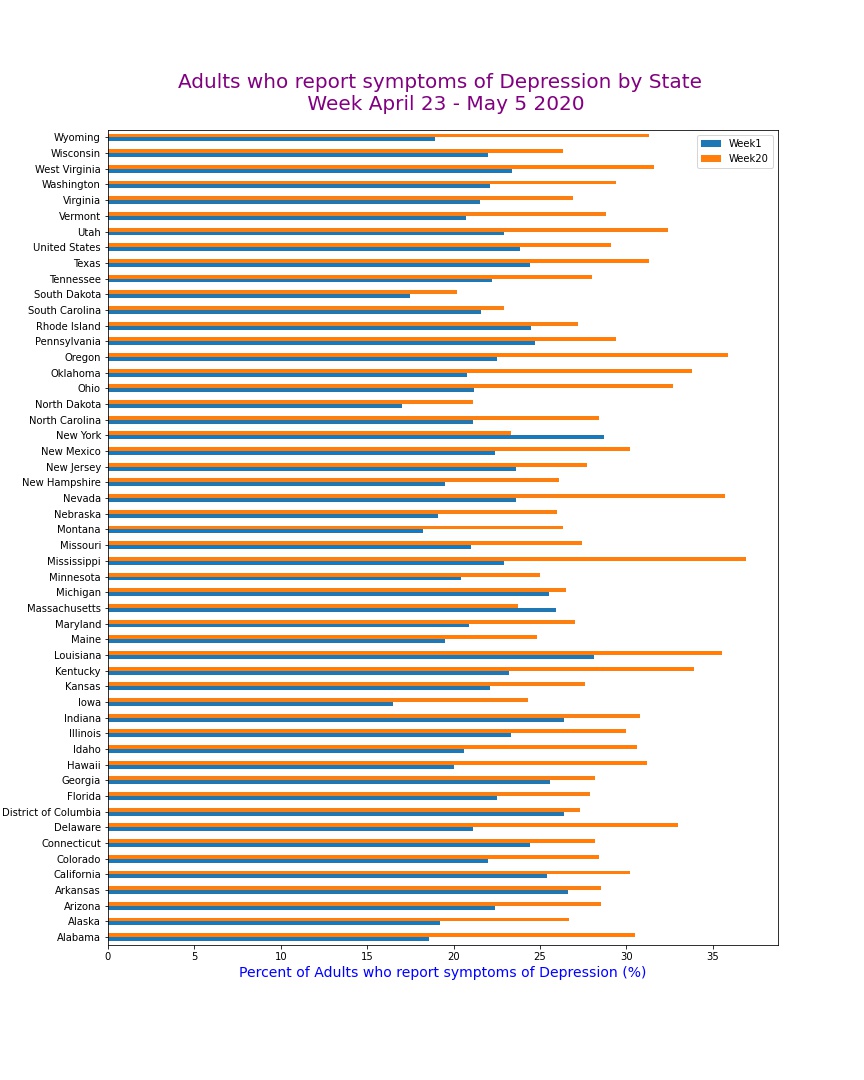 Adults who report symptoms of Depression by State
Week April 23 - May 5 2020
Week1
Week20
Wyoming
Wisconsin
West Virginia
Washington
Virginia
Vermont
Utah
United States
Texas
Tennessee
South Dakota
South Carolina
Rhode Island
Pennsylvania
Oregon
Oklahoma
Ohio
North Dakota
North Carolina
New York
New Mexico
New Jersey
New Hampshire
Nevada
Nebraska
Montana
Missouri
Mississippi
Minnesota
Michigan
Massachusetts
Maryland
Maine
Louisiana
Kentucky
Kansas
Iowa
Indiana
Illinois
Idaho
Hawaii
Georgia
Florida
District of Columbia
Delaware
Connecticut
Colorado
California
Arkansas
Arizona
Alaska
Alabama
0 5 10 15 20 25 30 35
Percent of Adults who report symptoms of Depression (%)